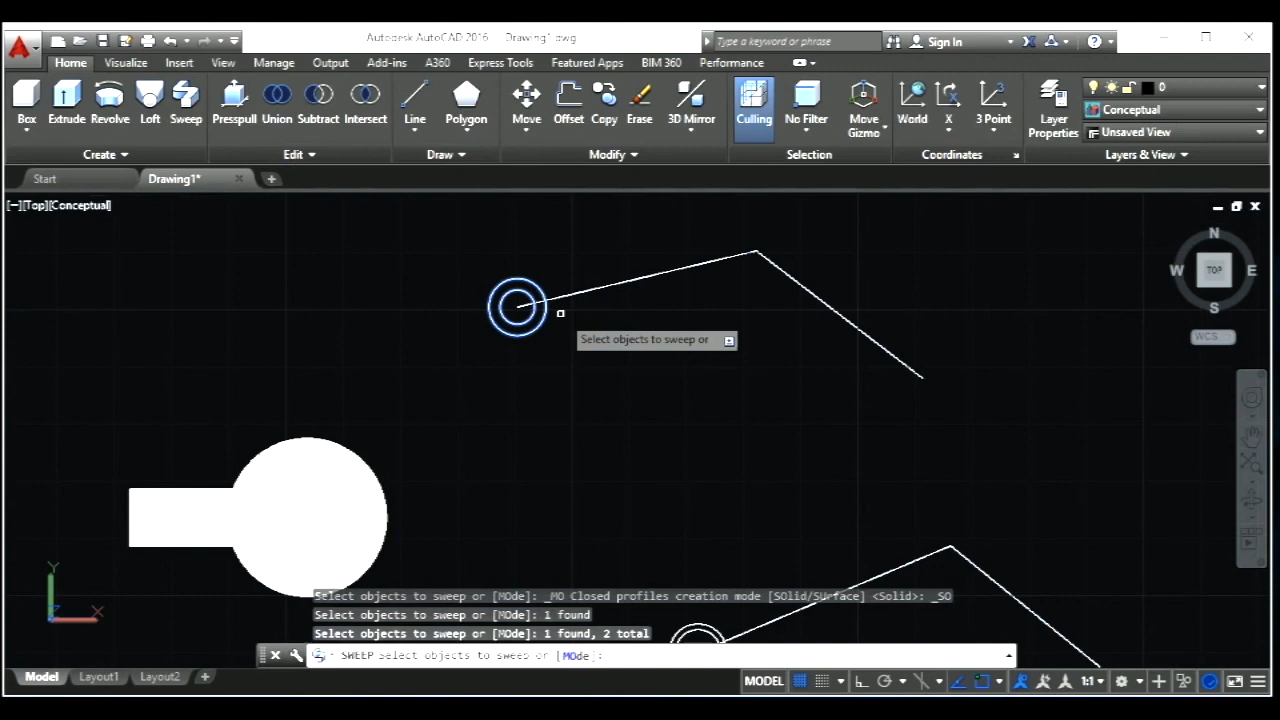 Autodesk AutoCAD 2016 Drawing1.dwg
Type a keyword or phrase
Sign In
Home Visualize Insert View Manage Output Add-ins A360 Express Tools Featured Apps BIM 360 Performance
Box Extrude Revolve Loft Sweep Presspull Union Subtract Intersect Line Polygon Move Offset Copy Erase 3D Mirror Culling No Filter Move Gizmo World X 3 Point Layer Properties
0
Conceptual
Unsaved View
Create Edit Draw Modify Selection Coordinates Layers & View
Start Drawing1* +
[−][Top][Conceptual]
N
W TOP E
S
WCS
Select objects to sweep or
Y
X
Select objects to sweep or [MOde]: _MO Closed profiles creation mode [SOlid/SUrface] <Solid>: _SO
Select objects to sweep or [MOde]: 1 found
Select objects to sweep or [MOde]: 1 found, 2 total
SWEEP Select objects to sweep or [MOde]:
Model Layout1 Layout2 + MODEL 1:1